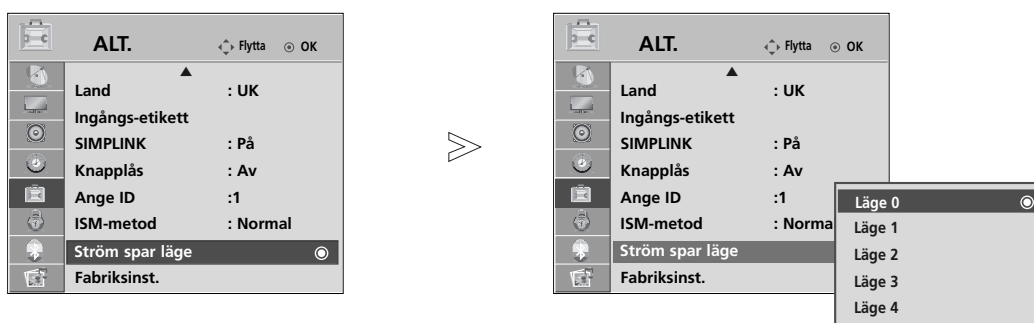 ALT. Flytta OK
Land : UK
Ingångs-etikett
SIMPLINK : På
Knapplås : Av
Ange ID :1
ISM-metod : Normal
Ström spar läge
Fabriksinst.
ALT. Flytta OK
Land : UK
Ingångs-etikett
SIMPLINK : På
Knapplås : Av
Ange ID :1
ISM-metod : Norma
Ström spar läge
Fabriksinst.
Läge 0
Läge 1
Läge 2
Läge 3
Läge 4